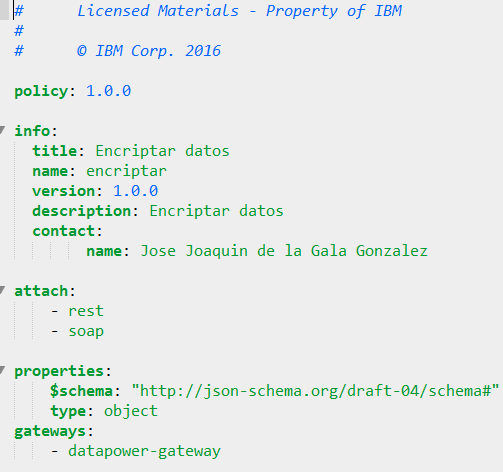 #      Licensed Materials - Property of IBM
#
#      © IBM Corp. 2016
policy: 1.0.0
info:
  title: Encriptar datos
  name: encriptar
  version: 1.0.0
  description: Encriptar datos
  contact:
        name: Jose Joaquin de la Gala Gonzalez
attach:
    - rest
    - soap
properties:
    $schema: "http://json-schema.org/draft-04/schema#"
    type: object
gateways:
    - datapower-gateway